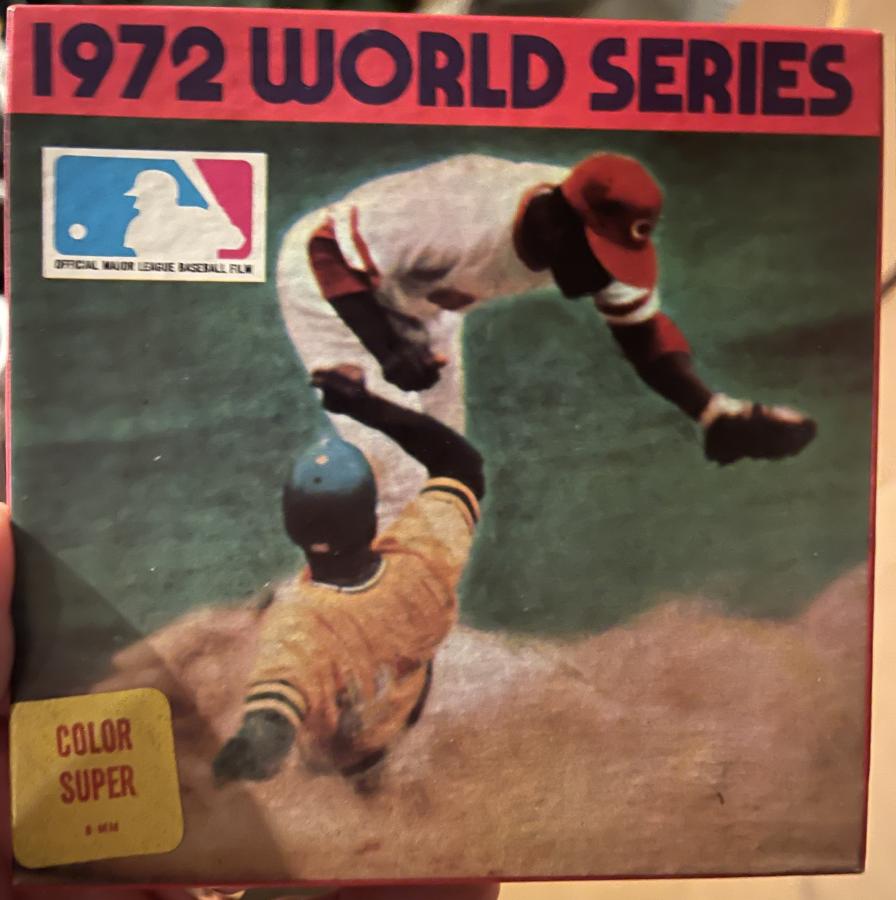 1972 WORLD SERIES
OFFICIAL MAJOR LEAGUE BASEBALL FILM
C
COLOR
SUPER
8 MM